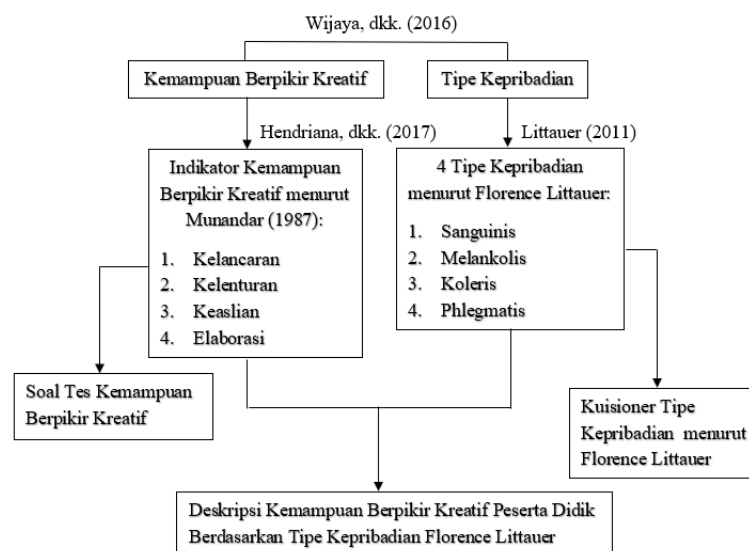 Wijaya, dkk. (2016)
Kemampuan Berpikir Kreatif
Tipe Kepribadian
Hendriana, dkk. (2017)
Littauer (2011)
Indikator Kemampuan
Berpikir Kreatif menurut
Munandar (1987):
1. Kelancaran
2. Kelenturan
3. Keaslian
4. Elaborasi
4 Tipe Kepribadian
menurut Florence Littauer:
1. Sanguinis
2. Melankolis
3. Koleris
4. Phlegmatis
Soal Tes Kemampuan
Berpikir Kreatif
Kuisioner Tipe
Kepribadian menurut
Florence Littauer
Deskripsi Kemampuan Berpikir Kreatif Peserta Didik
Berdasarkan Tipe Kepribadian Florence Littauer